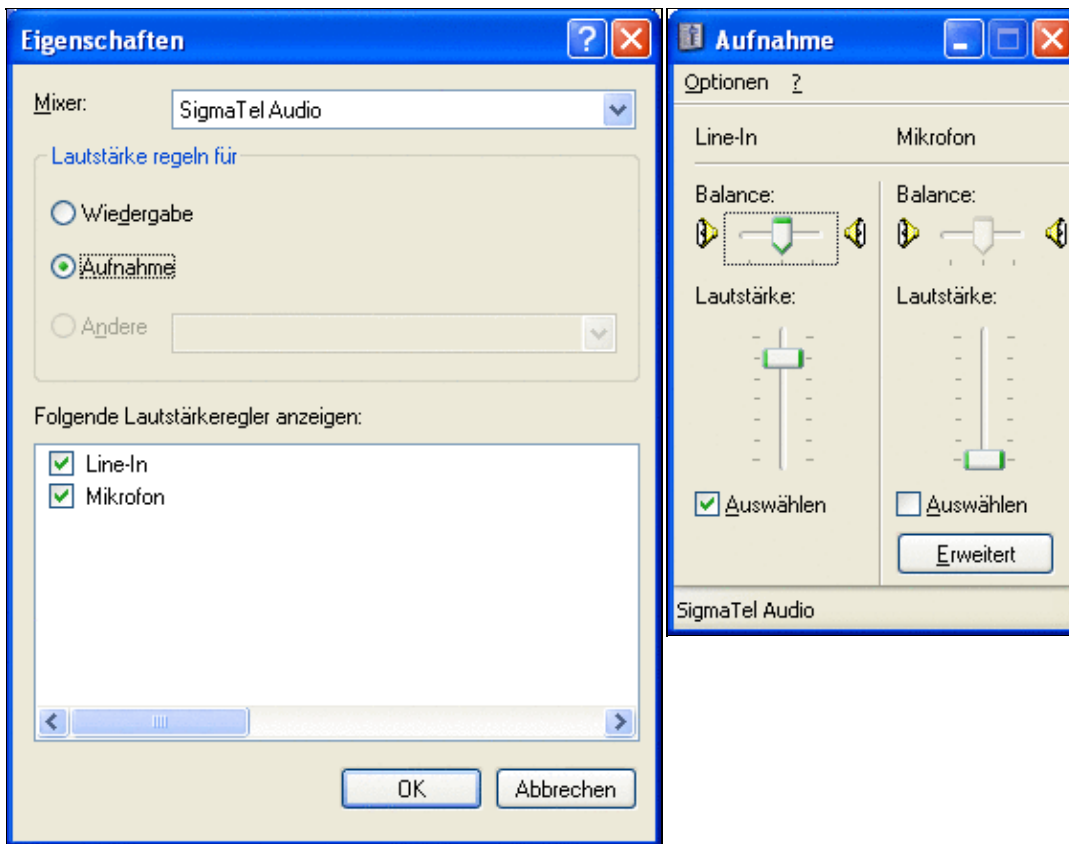 Eigenschaften
Mixer:
SigmaTel Audio
Lautstärke regeln für
Wiedergabe
Aufnahme
Andere
Folgende Lautstärkeregler anzeigen:
Line-In
Mikrofon
OK
Abbrechen
Aufnahme
Optionen ?
Line-In Mikrofon
Balance: Balance:
Lautstärke: Lautstärke:
Auswählen Auswählen
Erweitert
SigmaTel Audio